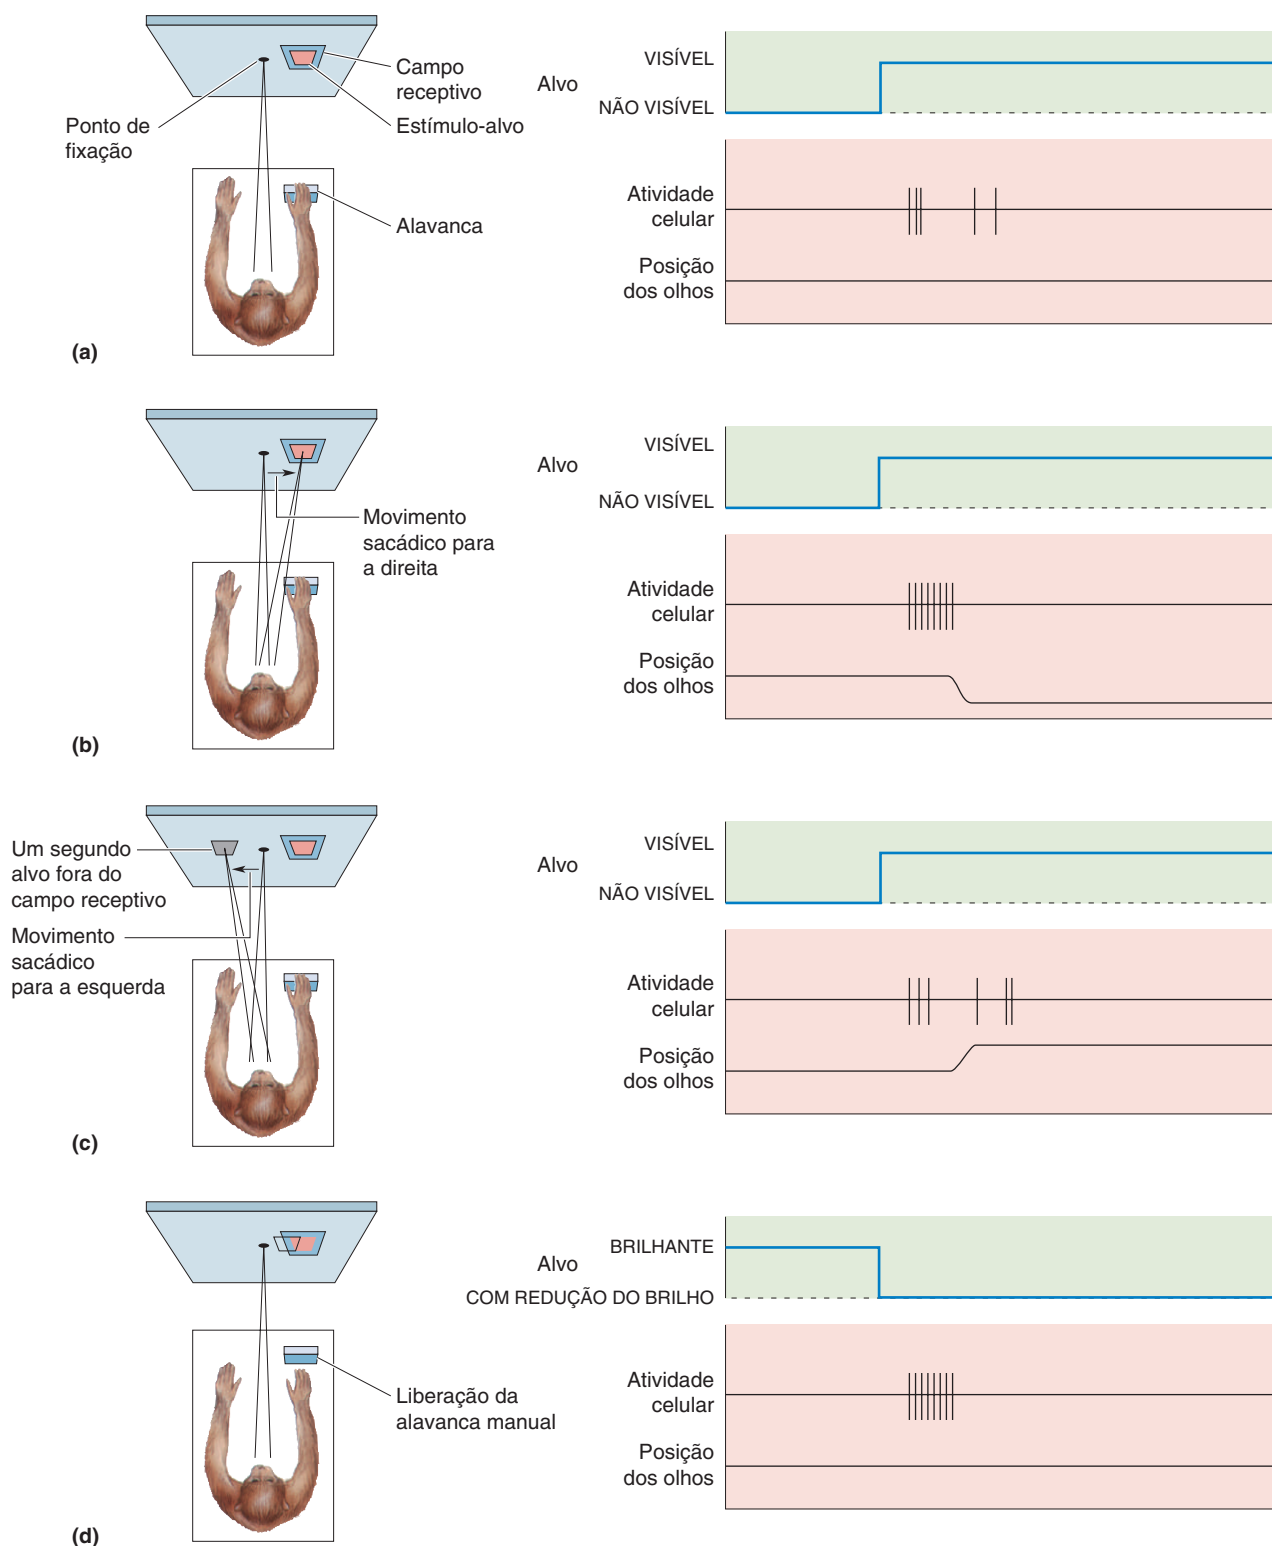 Ponto de
fixação
Campo
receptivo
Estímulo-alvo
Alavanca
(a)
Alvo
VISÍVEL
NÃO VISÍVEL
Atividade
celular
Posição
dos olhos
Movimento
sacádico para
a direita
(b)
Alvo
VISÍVEL
NÃO VISÍVEL
Atividade
celular
Posição
dos olhos
Um segundo
alvo fora do
campo receptivo
Movimento
sacádico
para a esquerda
(c)
Alvo
VISÍVEL
NÃO VISÍVEL
Atividade
celular
Posição
dos olhos
Liberação da
alavanca manual
(d)
Alvo
BRILHANTE
COM REDUÇÃO DO BRILHO
Atividade
celular
Posição
dos olhos